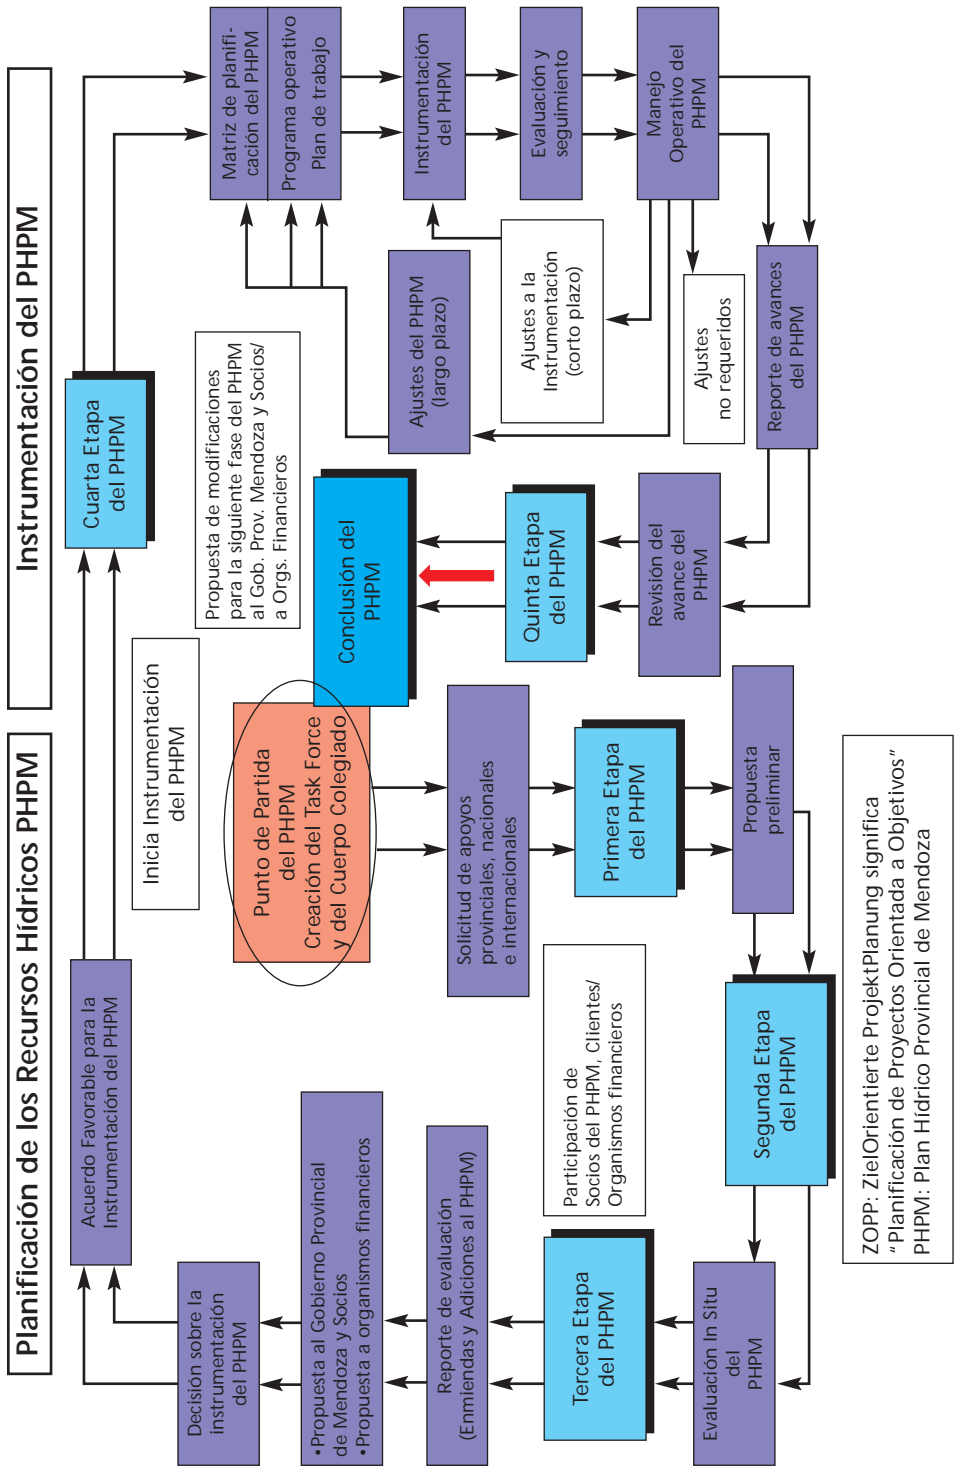 Planificación de los Recursos Hídricos PHPM
Instrumentación del PHPM
Acuerdo Favorable para la
Instrumentación del PHPM
Cuarta Etapa
del PHPM
Decisión sobre la
instrumentación
del PHPM
Inicia Instrumentación
del PHPM
Matriz de planifi-
cación del PHPM
Programa operativo
Plan de trabajo
•Propuesta al Gobierno Provincial
de Mendoza y Socios
•Propuesta a organismos financieros
Punto de Partida
del PHPM
Creación del Task Force
y del Cuerpo Colegiado
Propuesta de modificaciones
para la siguiente fase del PHPM
al Gob. Prov. Mendoza y Socios/
a Orgs. Financieros
Conclusión del
PHPM
Ajustes del PHPM
(largo plazo)
Instrumentación
del PHPM
Reporte de evaluación
(Enmiendas y Adiciones al PHPM)
Solicitud de apoyos
provinciales, nacionales
e internacionales
Quinta Etapa
del PHPM
Ajustes a la
Instrumentación
(corto plazo)
Evaluación y
seguimiento
Tercera Etapa
del PHPM
Participación de
Socios del PHPM, Clientes/
Organismos financieros
Primera Etapa
del PHPM
Revisión del
avance del
PHPM
Ajustes
no requeridos
Manejo
Operativo del
PHPM
Evaluación In Situ
del
PHPM
Segunda Etapa
del PHPM
Propuesta
preliminar
Reporte de avances
del PHPM
ZOPP: ZielOrientierte ProjektPlanung significa
“Planificación de Proyectos Orientada a Objetivos”
PHPM: Plan Hídrico Provincial de Mendoza